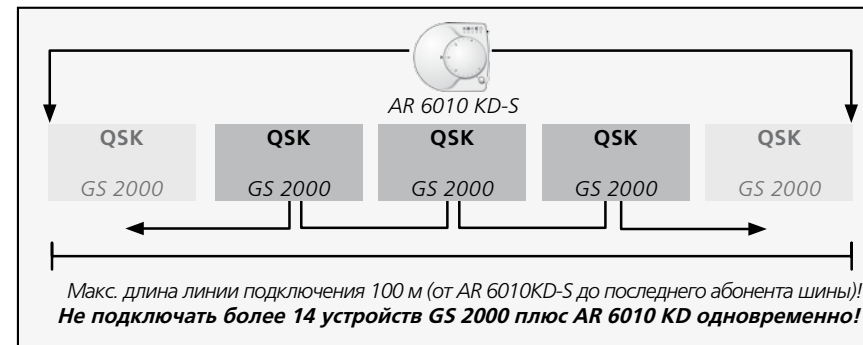 AR 6010 KD-S
QSK QSK QSK QSK QSK
GS 2000 GS 2000 GS 2000 GS 2000 GS 2000
Макс. длина линии подключения 100 м (от AR 6010KD-S до последнего абонента шины)!
Не подключать более 14 устройств GS 2000 плюс AR 6010 KD одновременно!